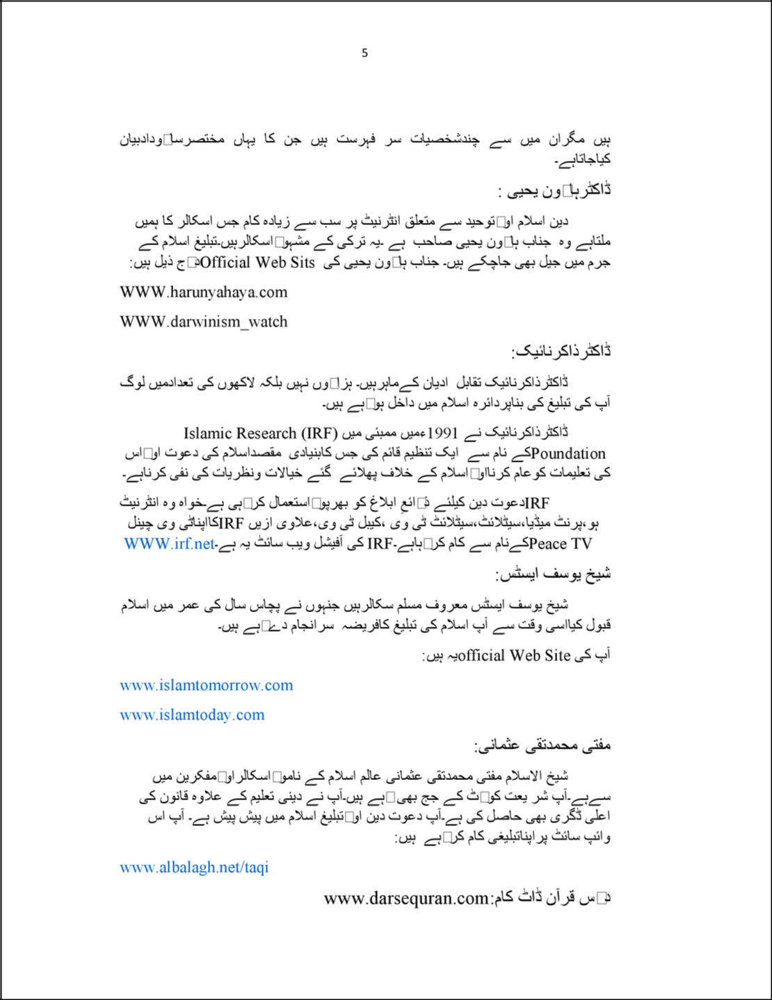 5
ہیں مگران میں سے چندشخصیات سر فہرست ہیں جن کا یہاں مختصرسا□ودادبیان
کیاجاتاہے۔
ڈاکٹرہا□ون یحیی :
دین اسلام او□توحید سے متعلق انٹرنیٹ پر سب سے زیادہ کام جس اسکالر کا ہمیں
ملتاہے وہ جناب ہا□ون یحیی صاحب ہے ۔یہ ترکی کے مشہو□اسکالرہیں۔تبلیغ اسلام کے
جرم میں جیل بھی جاچکے ہیں۔ جناب ہا□ون یحیی کی Official Web Sitsد□ج ذیل ہیں:
WWW.harunyahaya.com
WWW.darwinism_watch
ڈاکٹرذاکرنائیک:
ڈاکٹرذاکرنائیک تقابل ادیان کےماہرہیں۔ ہزا□وں نہیں بلکہ لاکھوں کی تعدادمیں لوگ
آپ کی تبلیغ کی بناپردائرہ اسلام میں داخل ہو□ہے ہیں۔
ڈاکٹرذاکرنائیک نے 1991ءمیں ممبئی میں Islamic Research (IRF)
Poundationکے نام سے ایک تنظیم قائم کی جس کابنیادی مقصداسلام کی دعوت او□اس
کی تعلیمات کوعام کرنااو□اسلام کے خلاف پھلائے گئے خیالات ونظریات کی نفی کرناہے۔
IRFدعوت دین کیلئے ذ□ائعِ ابلاغ کو بھرپو□استعمال کر□ہی ہے۔خواہ وہ انٹرنیٹ
ہو،پرنٹ میڈیا،سیٹلائٹ،سیٹلائٹ ٹی وی ،کیبل ٹی وی،علاوی ازیں IRFکااپناٹی وی چینل
Peace TVکےنام سے کام کر□ہاہے۔IRF کی آفیشل ویب سائٹ یہ ہے۔WWW.irf.net
شیخ یوسف ایسٹس:
شیخ یوسف ایسٹس معروف مسلم سکالرہیں جنہوں نے پچاس سال کی عمر میں اسلام
قبول کیااسی وقت سے آپ اسلام کی تبلیغ کافریضہ سرانجام دے□ہے ہیں۔
آپ کی official Web Siteیہ ہیں:
www.islamtomorrow.com
www.islamtoday.com
مفتی محمدتقی عثمانی:
شیخ الاسلام مفتی محمدتقی عثمانی عالم اسلام کے نامو□اسکالراو□مفکرین میں
سےہے۔آپ شر یعت کو□ٹ کے جج بھی□ہے ہیں۔آپ نے دینی تعلیم کے علاوہ قانون کی
اعلی ڈگری بھی حاصل کی ہے۔آپ دعوت دین او□تبلیغ اسلام میں پیش پیش ہے۔ آپ اس
وائپ سائٹ پراپناتبلیغی کام کر□ہے ہیں:
www.albalagh.net/taqi
د□س قرآن ڈاٹ کام:www.darsequran.com